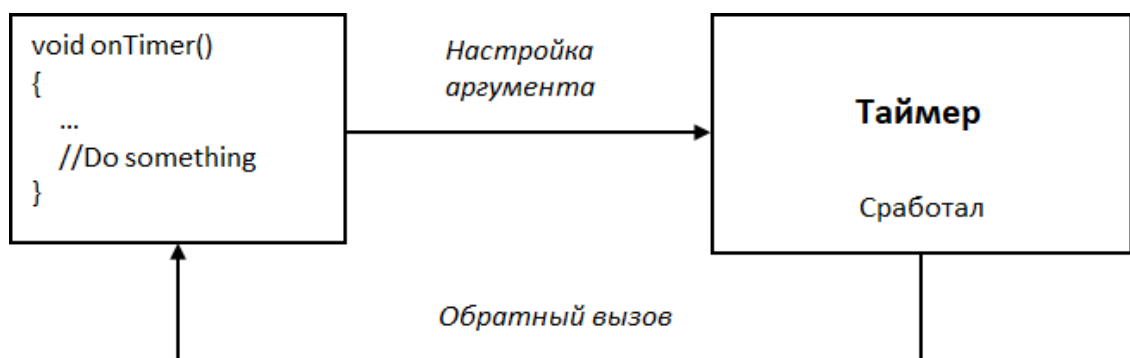 void onTimer()
{
...
//Do something
}
Настройка
аргумента
Таймер
Сработал
Обратный вызов